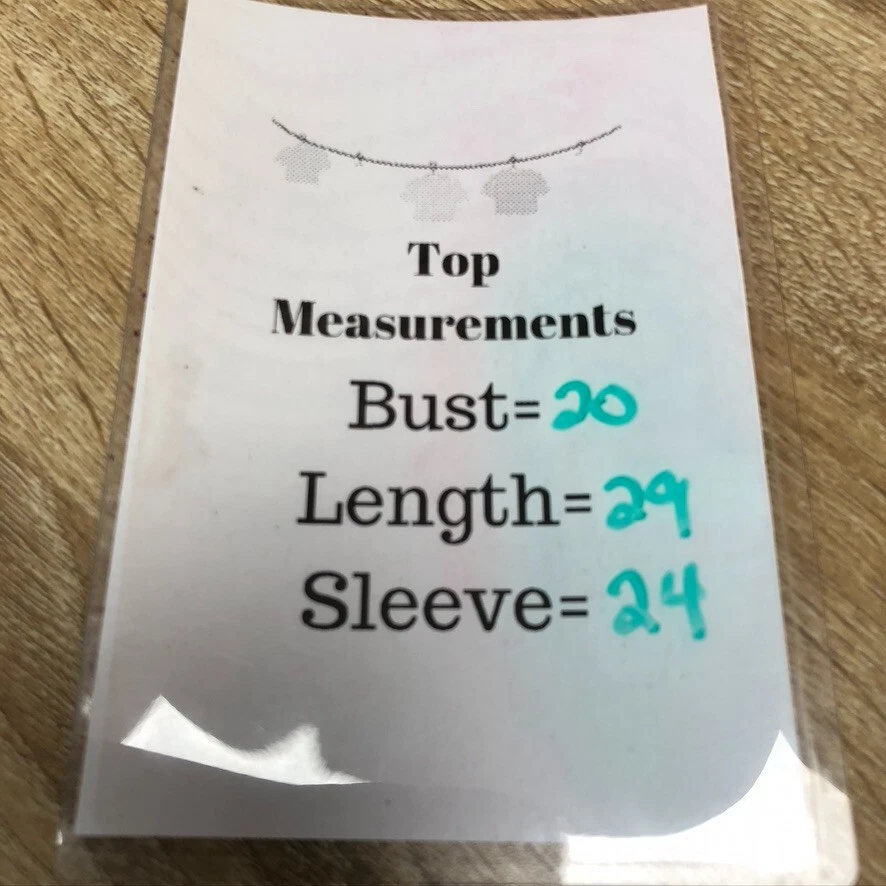 Top
Measurements
Bust=20
Length=29
Sleeve=24